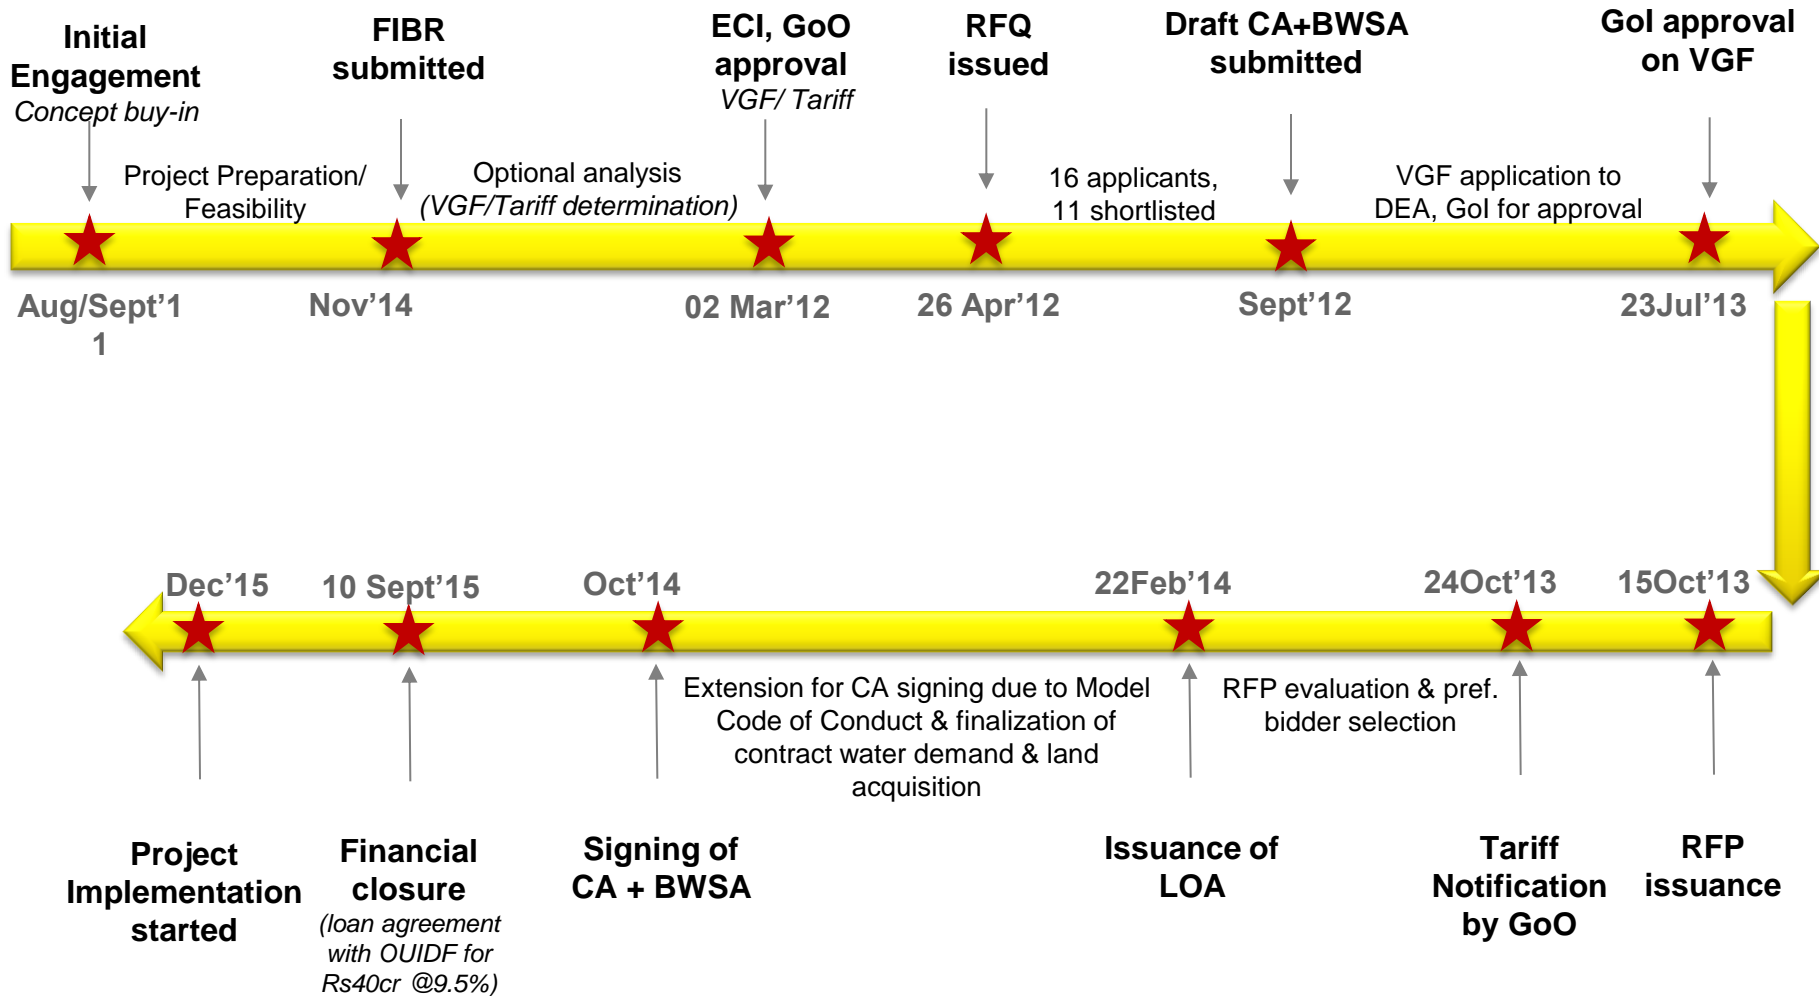 Initial
Engagement
Concept buy-in
FIBR
submitted
ECI, GoO
approval
VGF/ Tariff
RFQ
issued
Draft CA+BWSA
submitted
GoI approval
on VGF
Project Preparation/
Feasibility
Optional analysis
(VGF/Tariff determination)
16 applicants,
11 shortlisted
VGF application to
DEA, GoI for approval
Aug/Sept'1
1
Nov'14
02 Mar'12
26 Apr'12
Sept'12
23Jul'13
Dec'15
10 Sept'15
Oct'14
22Feb'14
24Oct'13
15Oct'13
Extension for CA signing due to Model
Code of Conduct & finalization of
contract water demand & land
acquisition
RFP evaluation & pref.
bidder selection
Project
Implementation
started
Financial
closure
(loan agreement
with OUIDF for
Rs40cr @9.5%)
Signing of
CA + BWSA
Issuance of
LOA
Tariff
Notification
by GoO
RFP
issuance